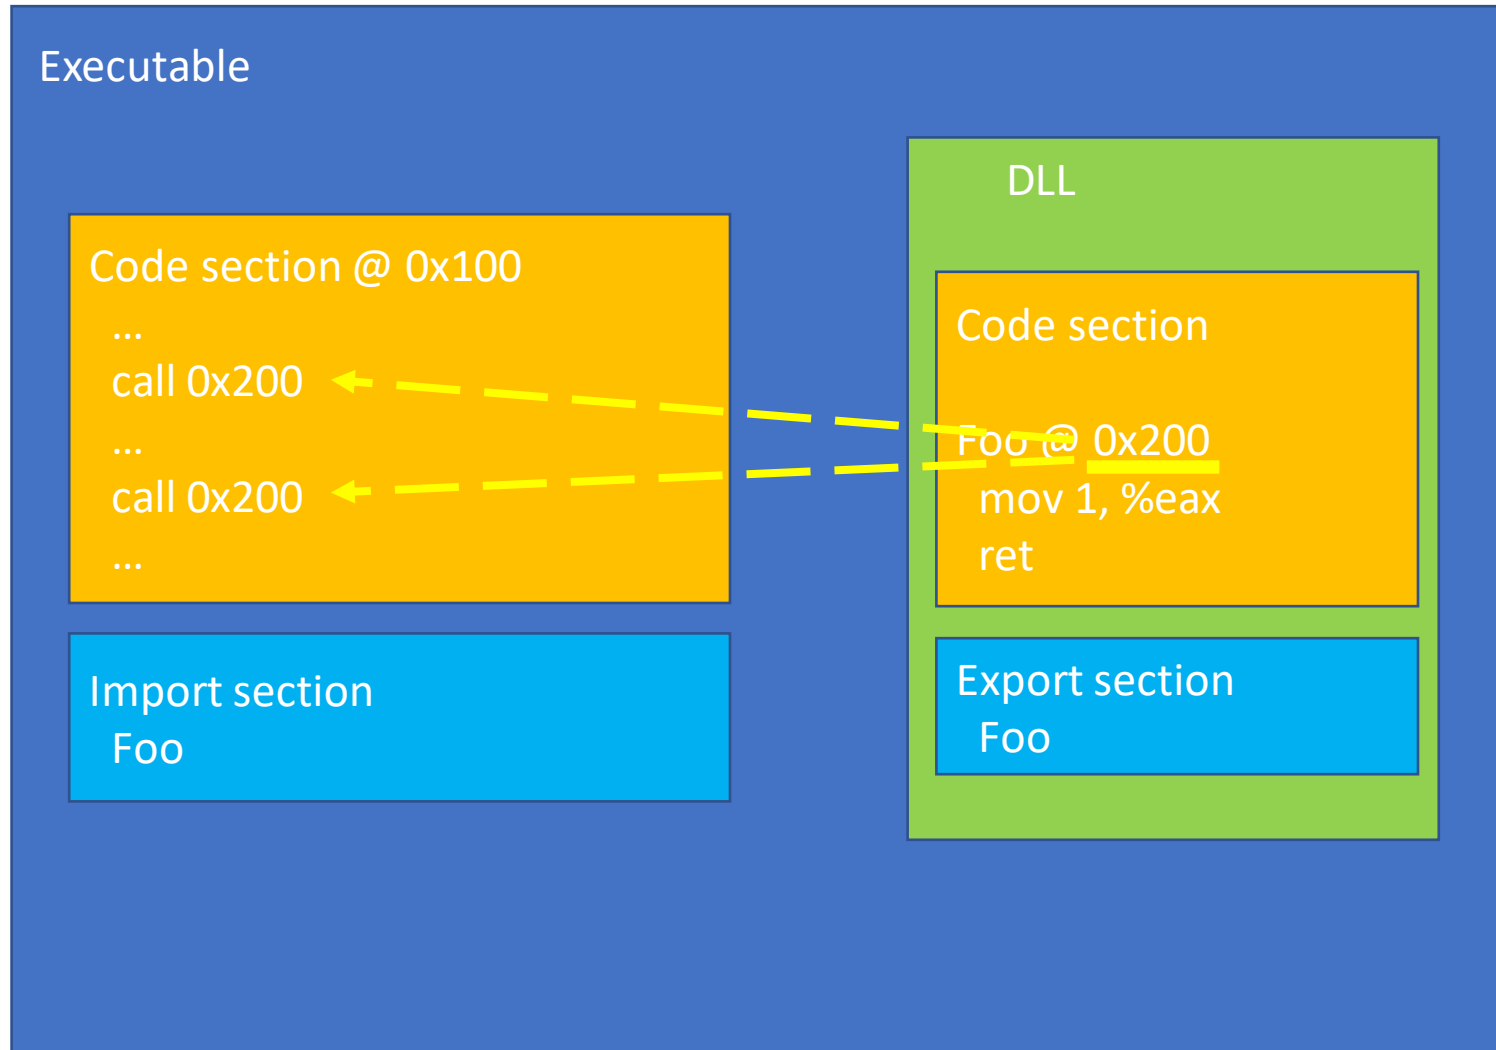 Executable
Code section @ 0x100
...
call 0x200
...
call 0x200
...
Import section
Foo
DLL
Code section
Foo @ 0x200
mov 1, %eax
ret
Export section
Foo